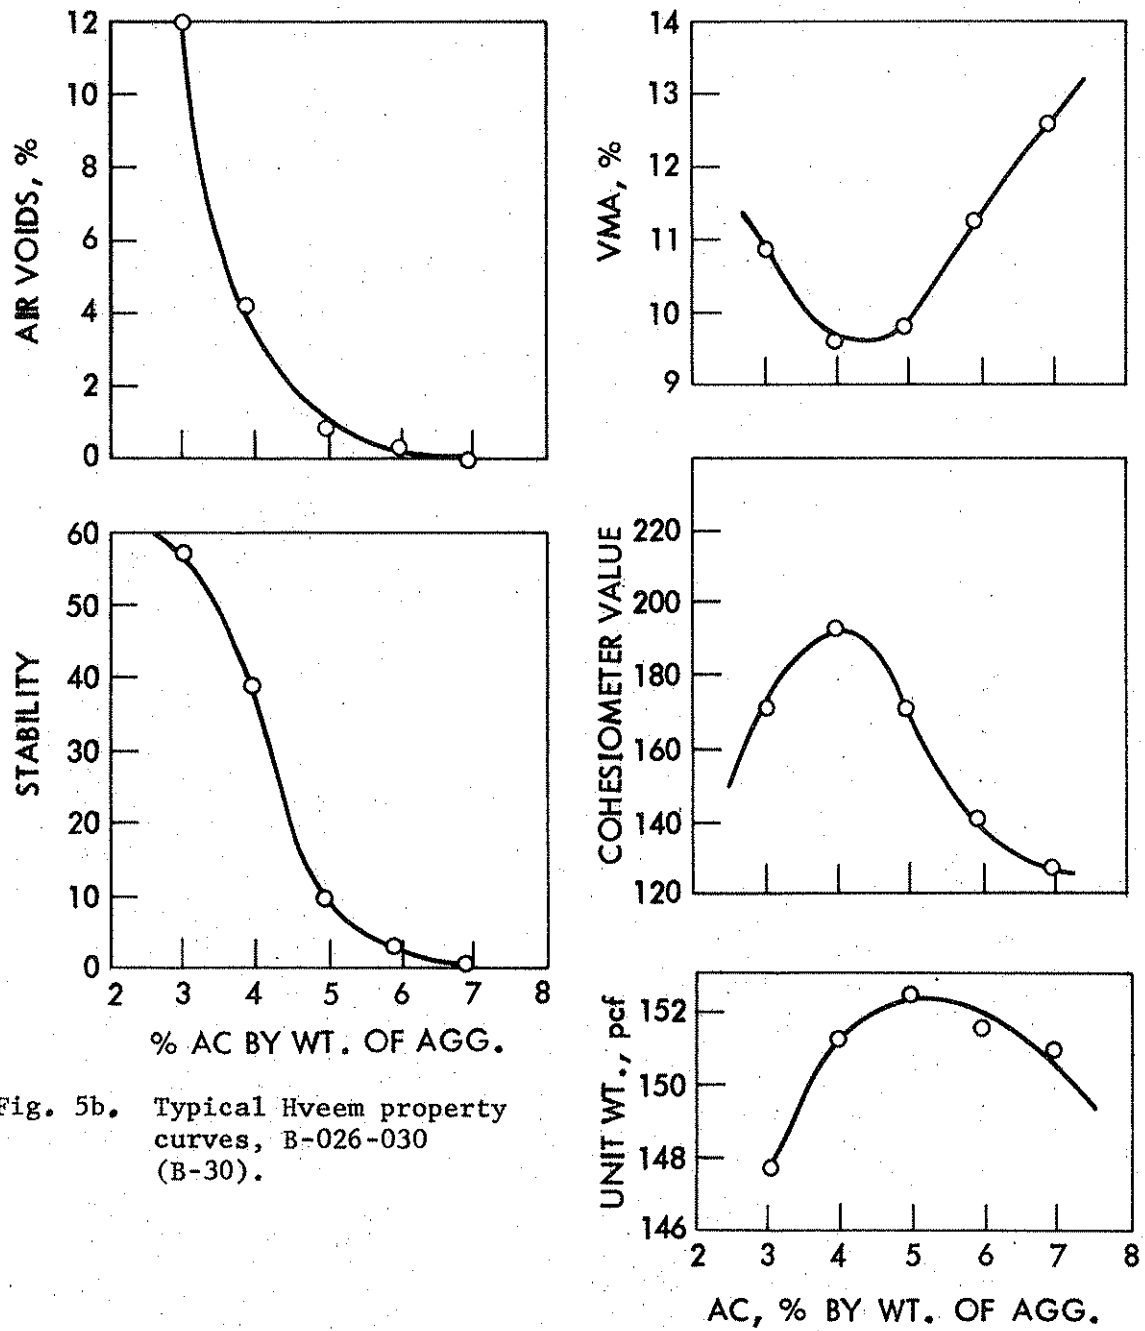 12
10
8
6
4
2
0
AIR VOIDS, %
14
13
12
11
10
9
VMA, %
60
50
40
30
20
10
0
STABILITY
2 3 4 5 6 7 8
% AC BY WT. OF AGG.
220
200
180
160
140
120
COHESIOMETER VALUE
152
150
148
146
UNIT WT., pcf
2 3 4 5 6 7 8
AC, % BY WT. OF AGG.
Fig. 5b. Typical Hveem property
curves, B-026-030
(B-30).